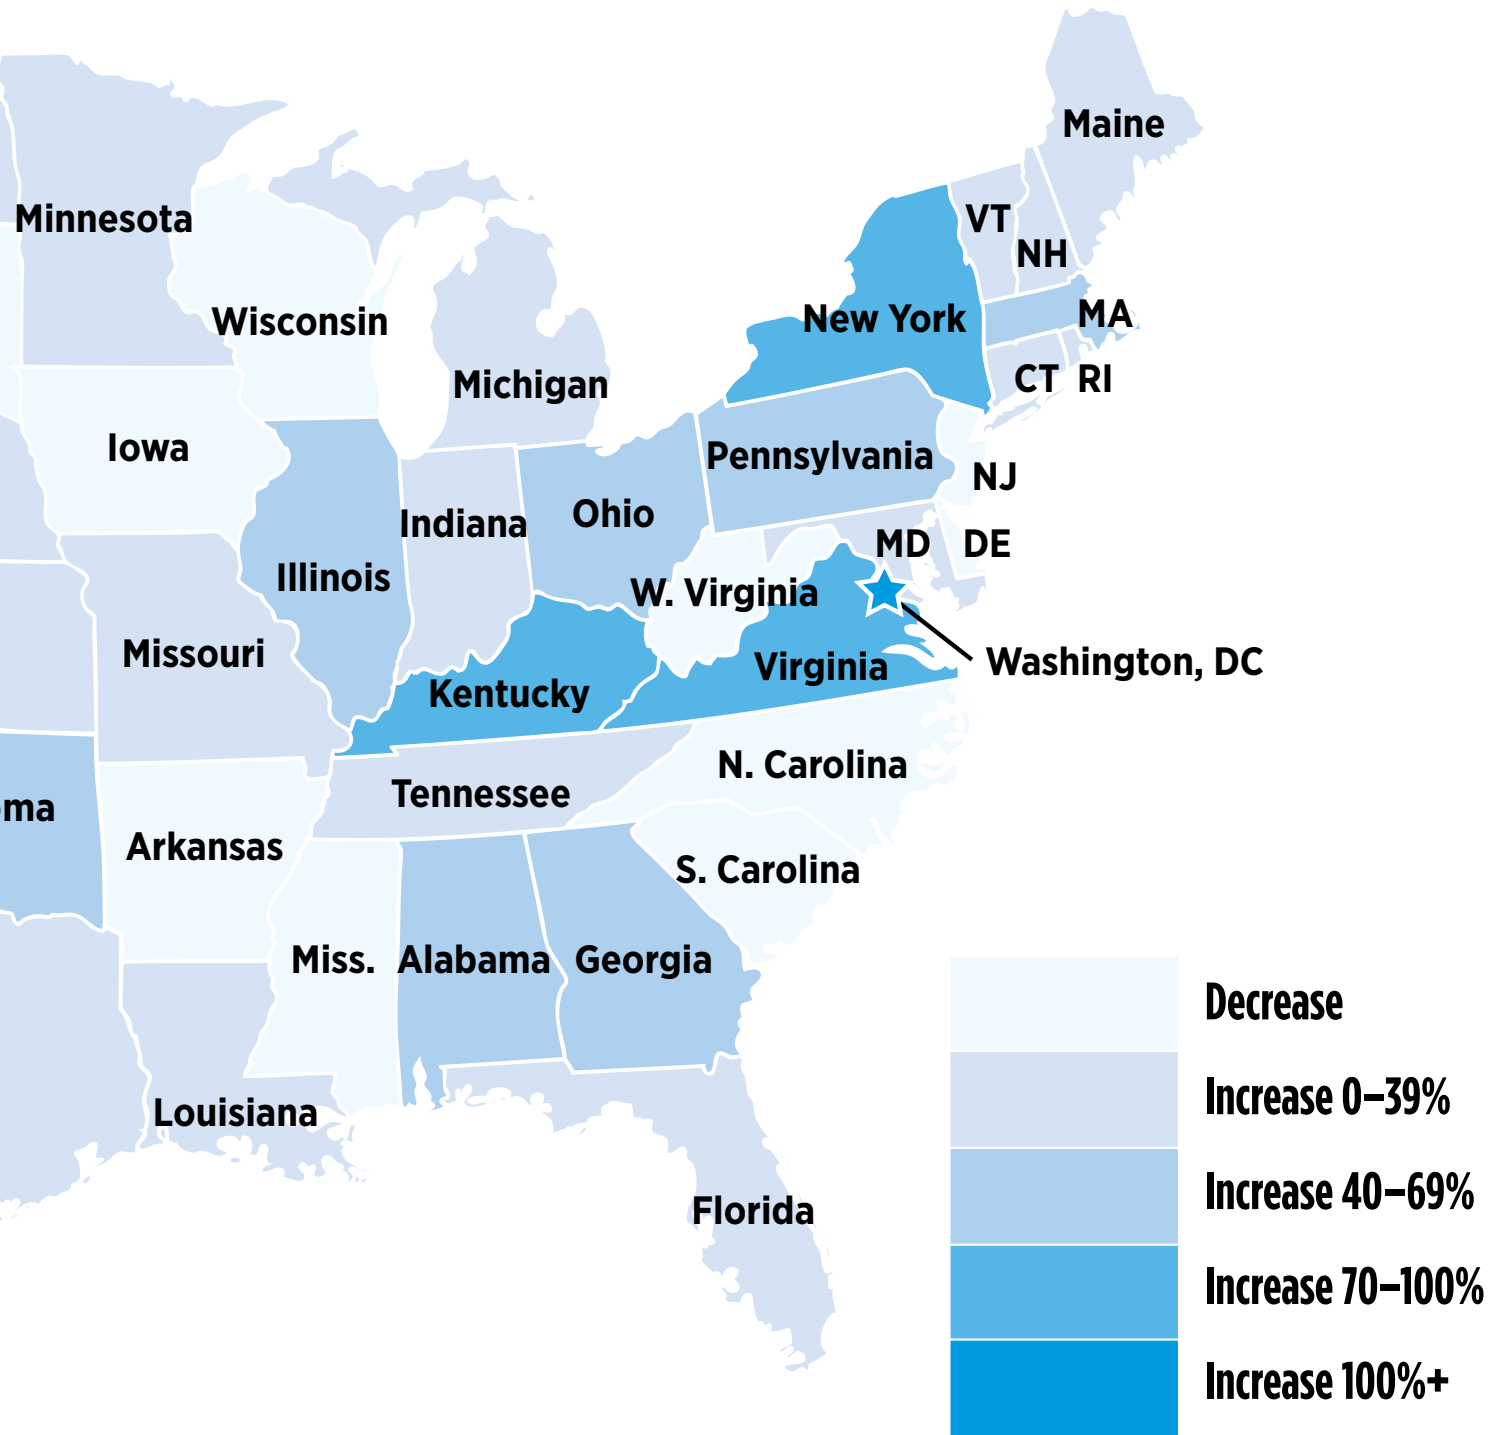 Maine
Minnesota
VT
NH
Wisconsin
New York
MA
Michigan
CT
RI
Iowa
Pennsylvania
NJ
Indiana
Ohio
MD
DE
Illinois
W. Virginia
Missouri
Virginia
Washington, DC
Kentucky
N. Carolina
Tennessee
oma
Arkansas
S. Carolina
Miss.
Alabama
Georgia
Louisiana
Florida
Decrease
Increase 0–39%
Increase 40–69%
Increase 70–100%
Increase 100%+